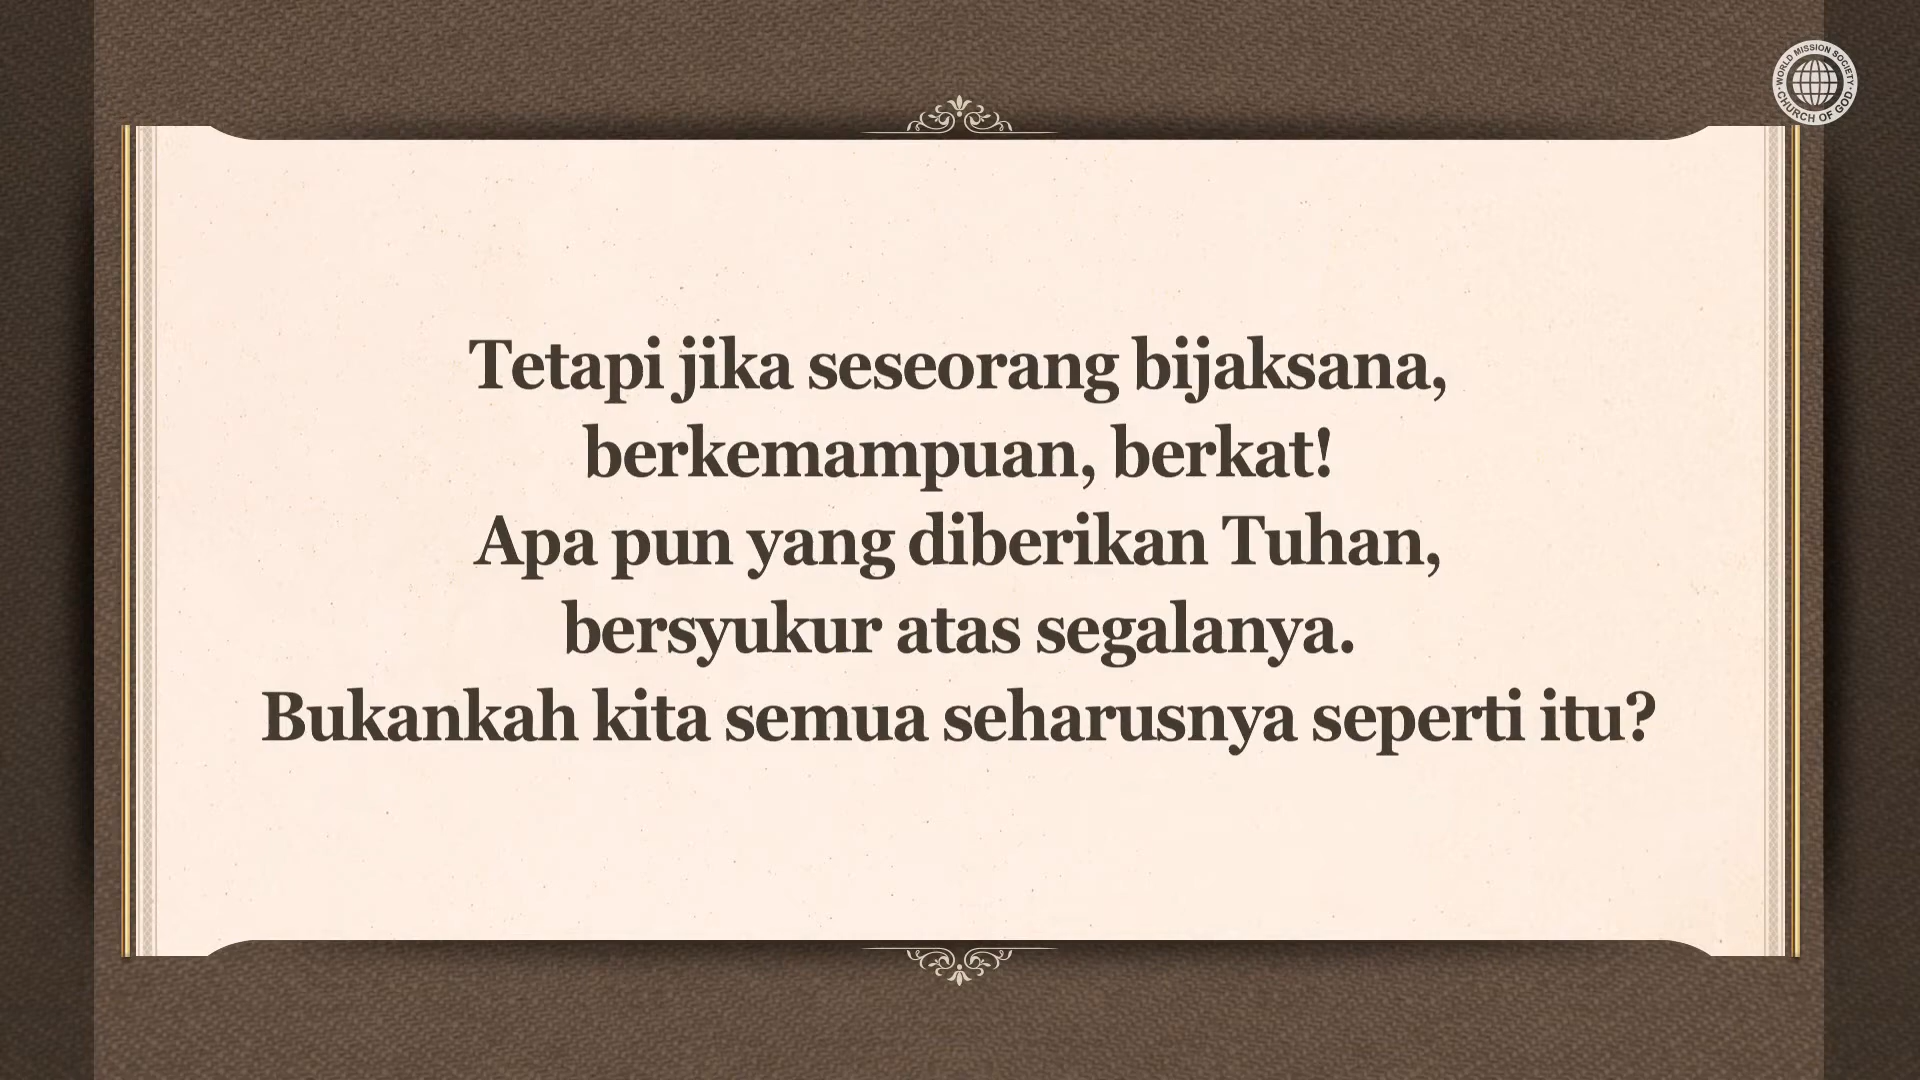 WORLD MISSION SOCIETY
CHURCH OF GOD
Tetapi jika seseorang bijaksana,
berkemampuan, berkat!
Apa pun yang diberikan Tuhan,
bersyukur atas segalanya.
Bukankah kita semua seharusnya seperti itu?